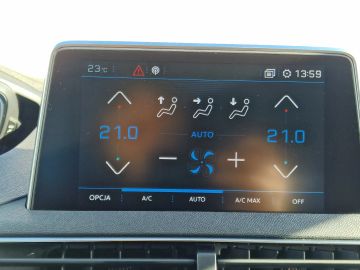 23°C 13:59
21.0 AUTO 21.0
OPCJA A/C AUTO A/C MAX OFF